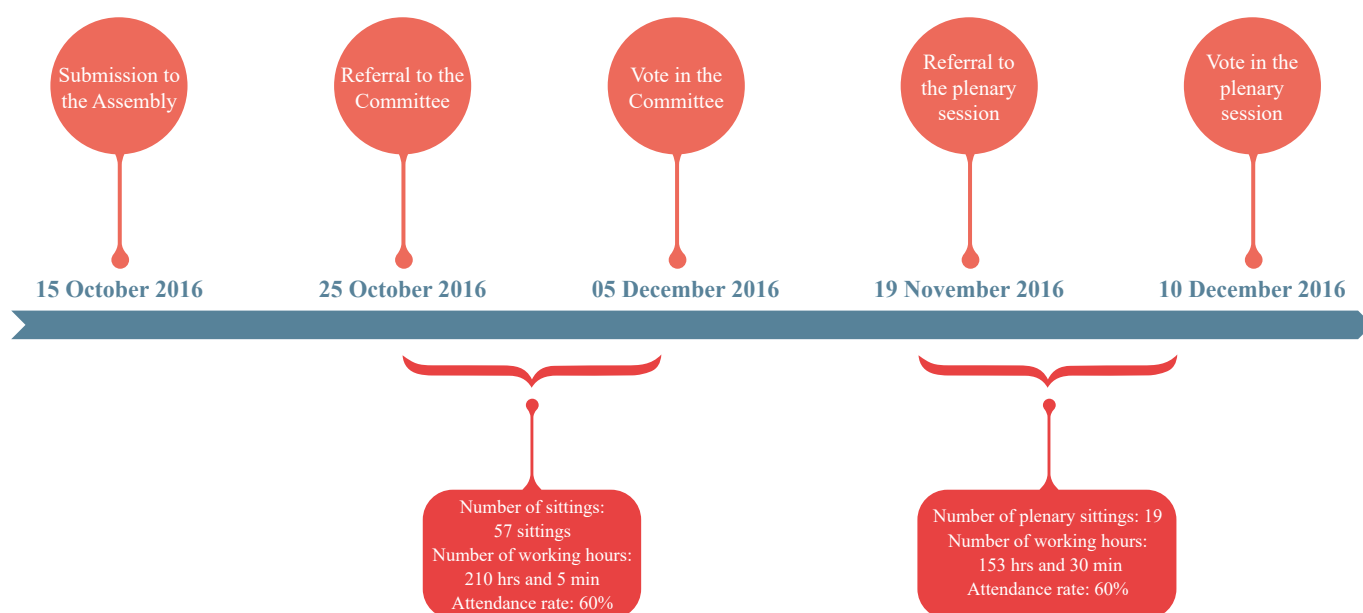 Submission to
the Assembly
Referral to the
Committee
Vote in the
Committee
Referral to
the plenary
session
Vote in the
plenary
session
15 October 2016
25 October 2016
05 December 2016
19 November 2016
10 December 2016
Number of sittings:
57 sittings
Number of working hours:
210 hrs and 5 min
Attendance rate: 60%
Number of plenary sittings: 19
Number of working hours:
153 hrs and 30 min
Attendance rate: 60%